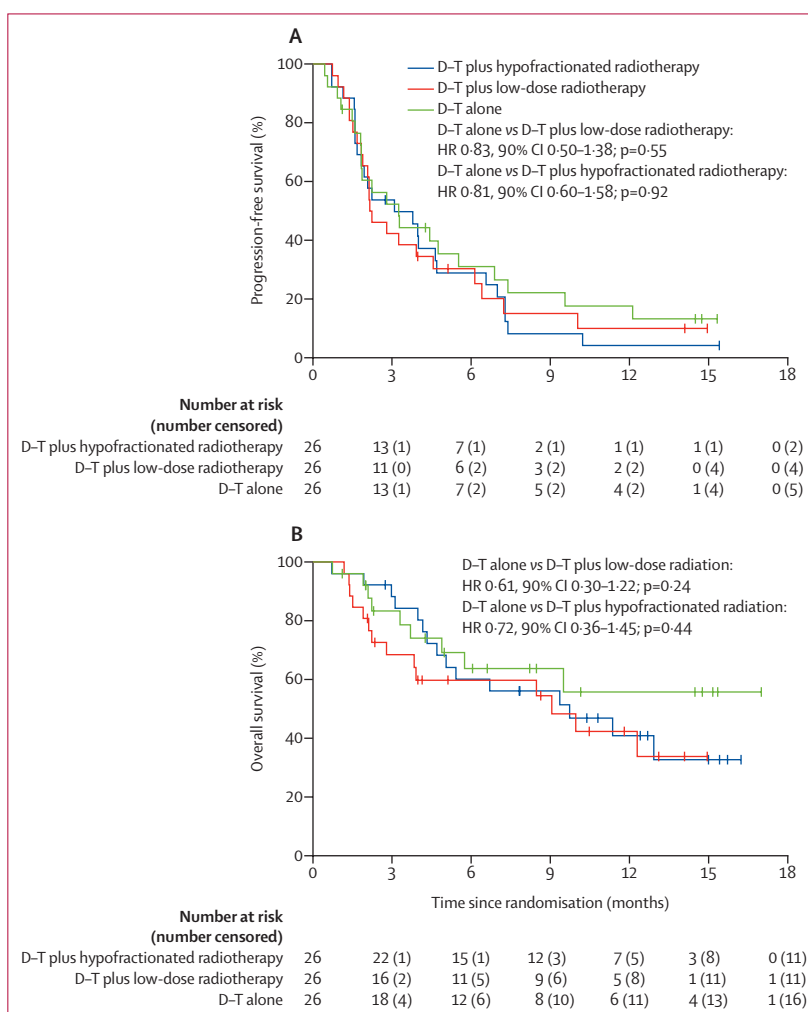 A
100
80
60
40
20
0
Progression-free survival (%)
D–T plus hypofractionated radiotherapy
D–T plus low-dose radiotherapy
D–T alone
D–T alone vs D–T plus low-dose radiotherapy:
HR 0·83, 90% CI 0·50–1·38; p=0·55
D–T alone vs D–T plus hypofractionated radiotherapy:
HR 0·81, 90% CI 0·60–1·58; p=0·92
0 3 6 9 12 15 18
Number at risk
(number censored)
D–T plus hypofractionated radiotherapy 26 13 (1) 7 (1) 2 (1) 1 (1) 1 (1) 0 (2)
D–T plus low-dose radiotherapy 26 11 (0) 6 (2) 3 (2) 2 (2) 0 (4) 0 (4)
D–T alone 26 13 (1) 7 (2) 5 (2) 4 (2) 1 (4) 0 (5)
B
100
80
60
40
20
0
Overall survival (%)
D–T alone vs D–T plus low-dose radiation:
HR 0·61, 90% CI 0·30–1·22; p=0·24
D–T alone vs D–T plus hypofractionated radiation:
HR 0·72, 90% CI 0·36–1·45; p=0·44
0 3 6 9 12 15 18
Time since randomisation (months)
Number at risk
(number censored)
D–T plus hypofractionated radiotherapy 26 22 (1) 15 (1) 12 (3) 7 (5) 3 (8) 0 (11)
D–T plus low-dose radiotherapy 26 16 (2) 11 (5) 9 (6) 5 (8) 1 (11) 1 (11)
D–T alone 26 18 (4) 12 (6) 8 (10) 6 (11) 4 (13) 1 (16)